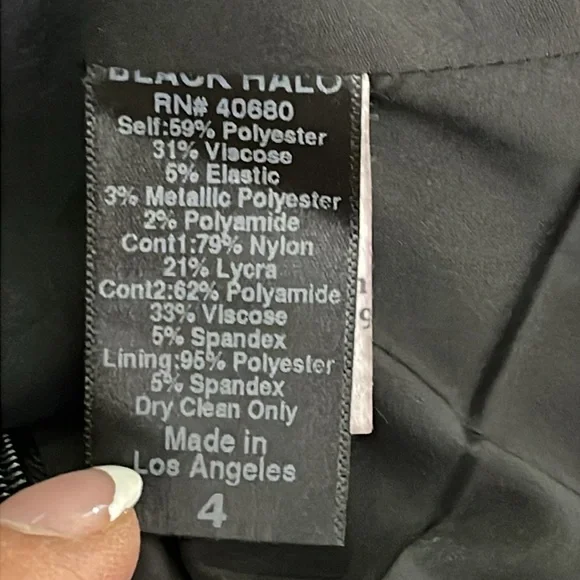 BLACK HALO
RN# 40680
Self:59% Polyester
31% Viscose
5% Elastic
3% Metallic Polyester
2% Polyamide
Cont1:79% Nylon
21% Lycra
Cont2:62% Polyamide
33% Viscose
5% Spandex
Lining:95% Polyester
5% Spandex
Dry Clean Only
Made in
Los Angeles
4